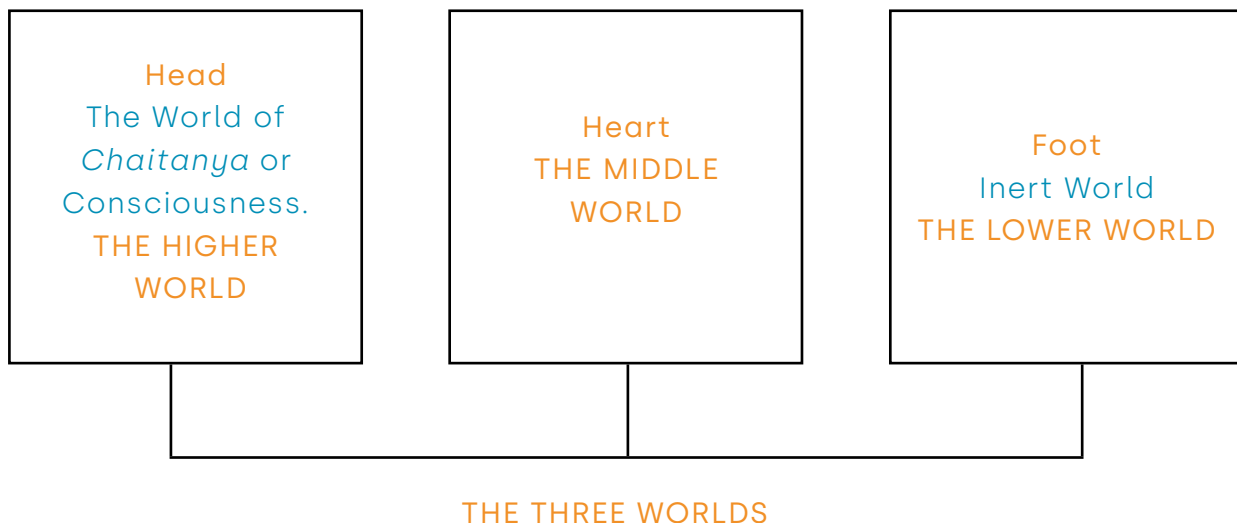 Head
The World of
Chaitanya or
Consciousness.
THE HIGHER
WORLD
Heart
THE MIDDLE
WORLD
Foot
Inert World
THE LOWER WORLD
THE THREE WORLDS